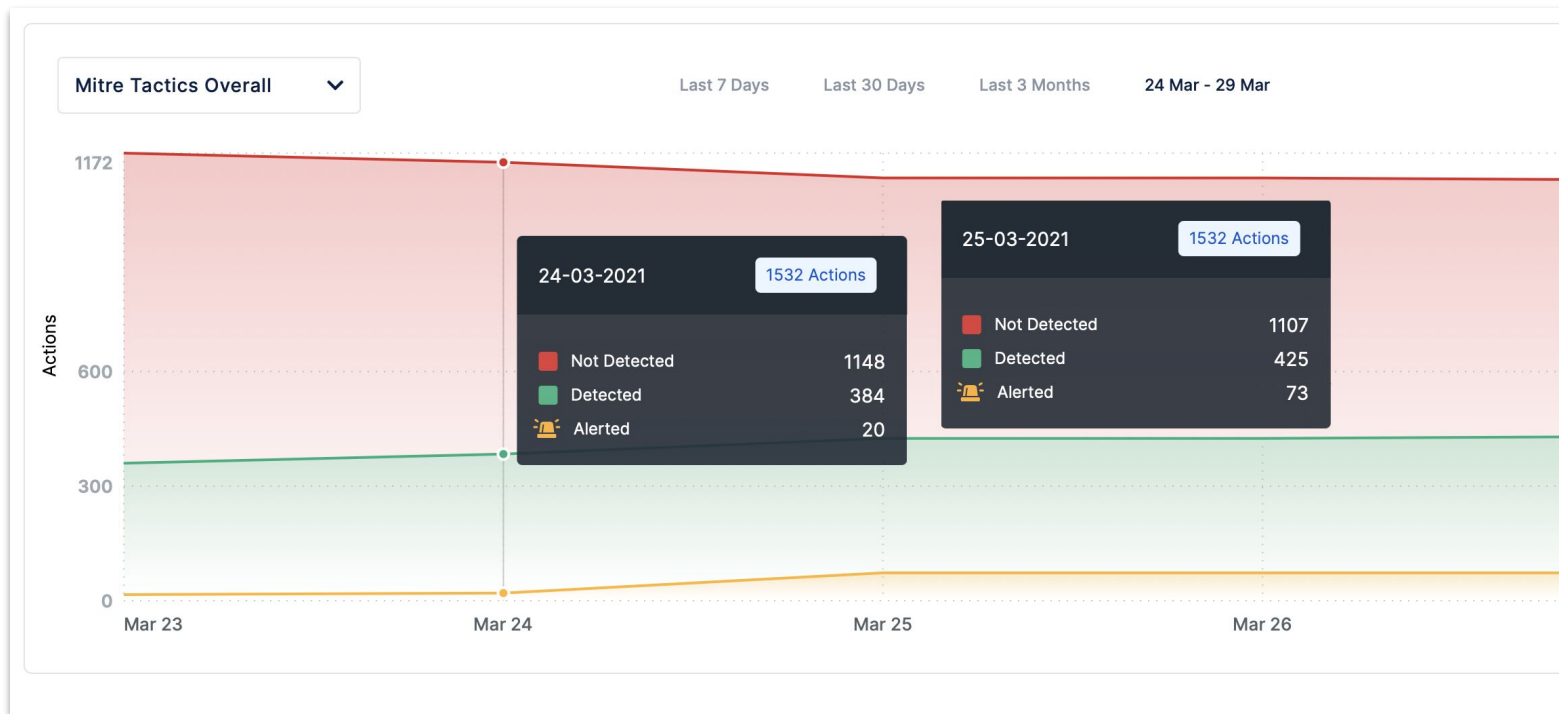 Mitre Tactics Overall
Last 7 Days
Last 30 Days
Last 3 Months
24 Mar - 29 Mar
1172
600
300
0
Actions
24-03-2021
1532 Actions
Not Detected 1148
Detected 384
Alerted 20
25-03-2021
1532 Actions
Not Detected 1107
Detected 425
Alerted 73
Mar 23
Mar 24
Mar 25
Mar 26